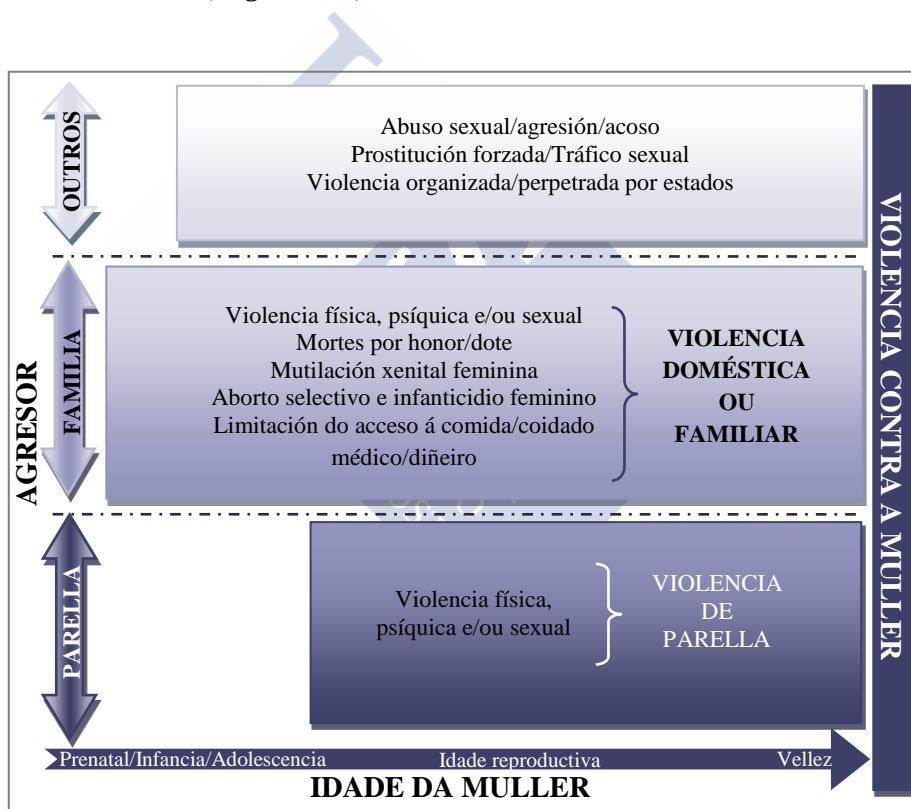 OUTROS
Abuso sexual/agresión/acoso
Prostitución forzada/Tráfico sexual
Violencia organizada/perpetrada por estados
AGRESOR
FAMILIA
Violencia física, psíquica e/ou sexual
Mortes por honor/dote
Mutilación xenital feminina
Aborto selectivo e infanticidio feminino
Limitación do acceso á comida/coidado
médico/diñeiro
VIOLENCIA
DOMÉSTICA
OU
FAMILIAR
PARELLA
Violencia física,
psíquica e/ou sexual
VIOLENCIA
DE
PARELLA
VIOLENCIA CONTRA A MULLER
Prenatal/Infancia/Adolescencia
Idade reproductiva
Vellez
IDADE DA MULLER